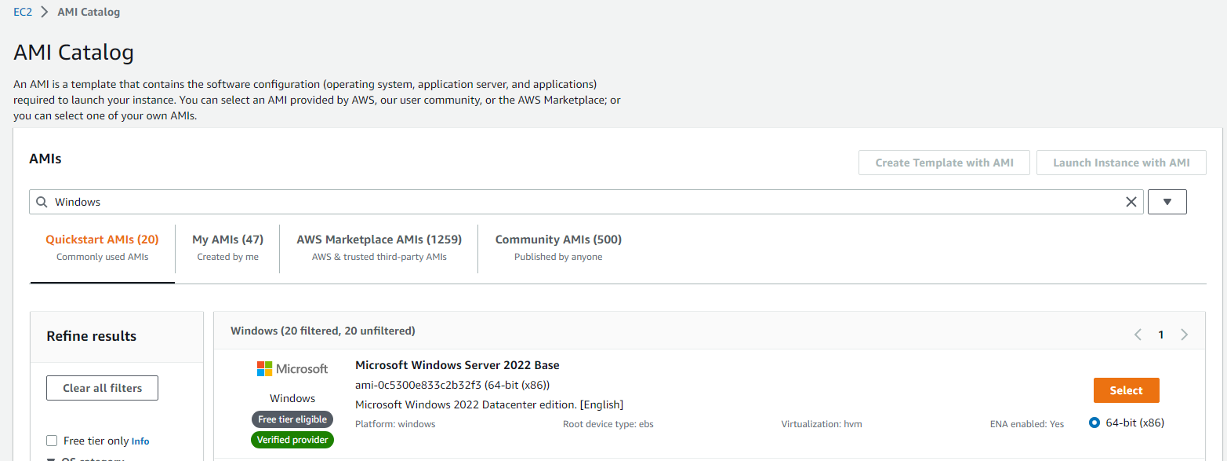 EC2 > AMI Catalog
AMI Catalog
An AMI is a template that contains the software configuration (operating system, application server, and applications)
required to launch your instance. You can select an AMI provided by AWS, our user community, or the AWS Marketplace; or
you can select one of your own AMIs.
AMIs
Create Template with AMI
Launch Instance with AMI
Windows
Quickstart AMIs (20)
Commonly used AMIs
My AMIs (47)
Created by me
AWS Marketplace AMIs (1259)
AWS & trusted third-party AMIs
Community AMIs (500)
Published by anyone
Refine results
Clear all filters
Free tier only Info
OS category
Windows (20 filtered, 20 unfiltered)
1
Microsoft
Windows
Free tier eligible
Verified provider
Microsoft Windows Server 2022 Base
ami-0c5300e833c2b32f3 (64-bit (x86))
Microsoft Windows 2022 Datacenter edition. [English]
Platform: windows
Root device type: ebs
Virtualization: hvm
ENA enabled: Yes
Select
64-bit (x86)